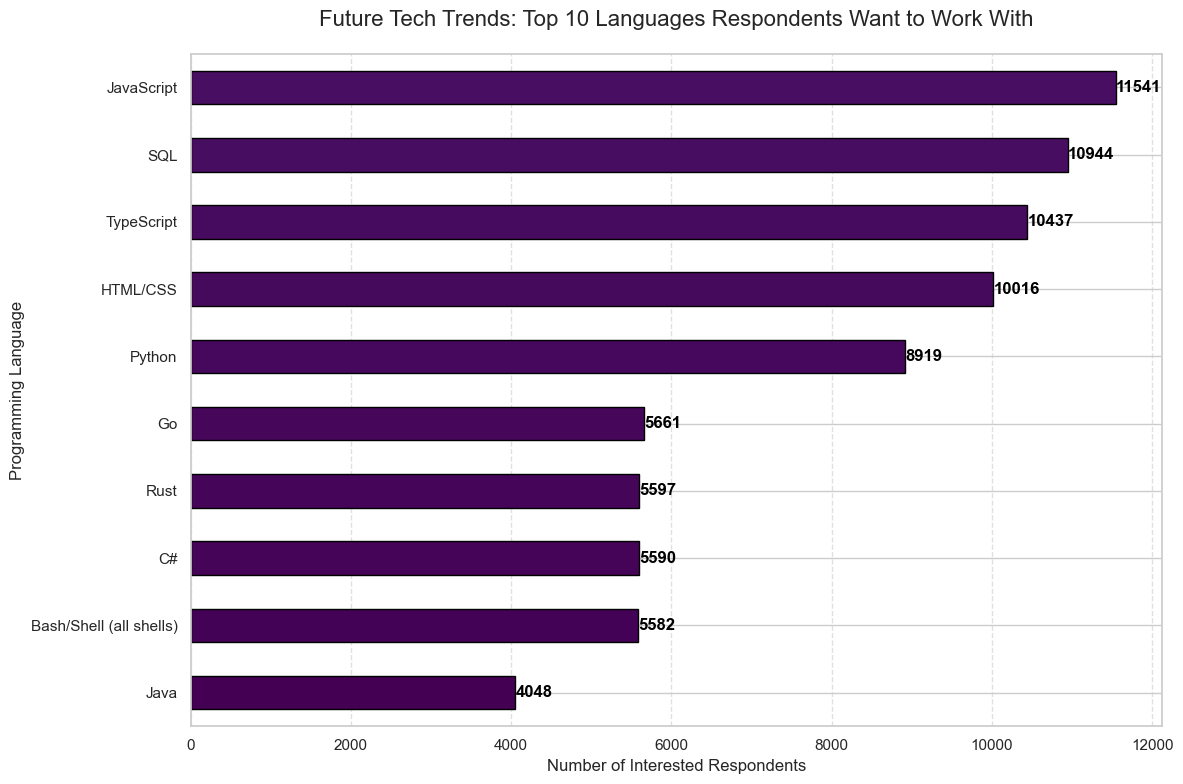 Future Tech Trends: Top 10 Languages Respondents Want to Work With
Programming Language
JavaScript 11541
SQL 10944
TypeScript 10437
HTML/CSS 10016
Python 8919
Go 5661
Rust 5597
C# 5590
Bash/Shell (all shells) 5582
Java 4048
0 2000 4000 6000 8000 10000 12000
Number of Interested Respondents